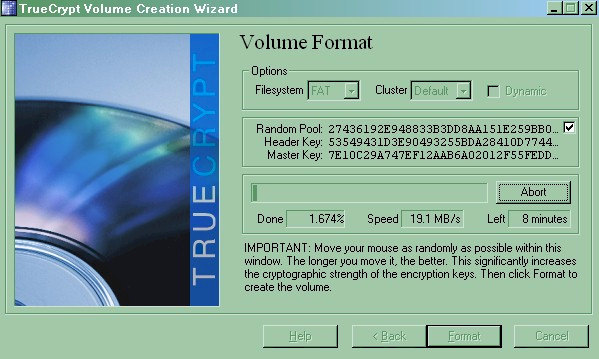 TrueCrypt Volume Creation Wizard
TRUECRYPT
Volume Format
Options
Filesystem FAT Cluster Default Dynamic
Random Pool: 27436192E948833B3DD8AA151E259BB0...
Header Key: 53549431D3E90493255BDA28410D7744...
Master Key: 7E10C29A747EF12AAB6A02012F55FEDD...
Abort
Done 1.674% Speed 19.1 MB/s Left 8 minutes
IMPORTANT: Move your mouse as randomly as possible within this
window. The longer you move it, the better. This significantly increases
the cryptographic strength of the encryption keys. Then click Format to
create the volume.
Help < Back Format Cancel